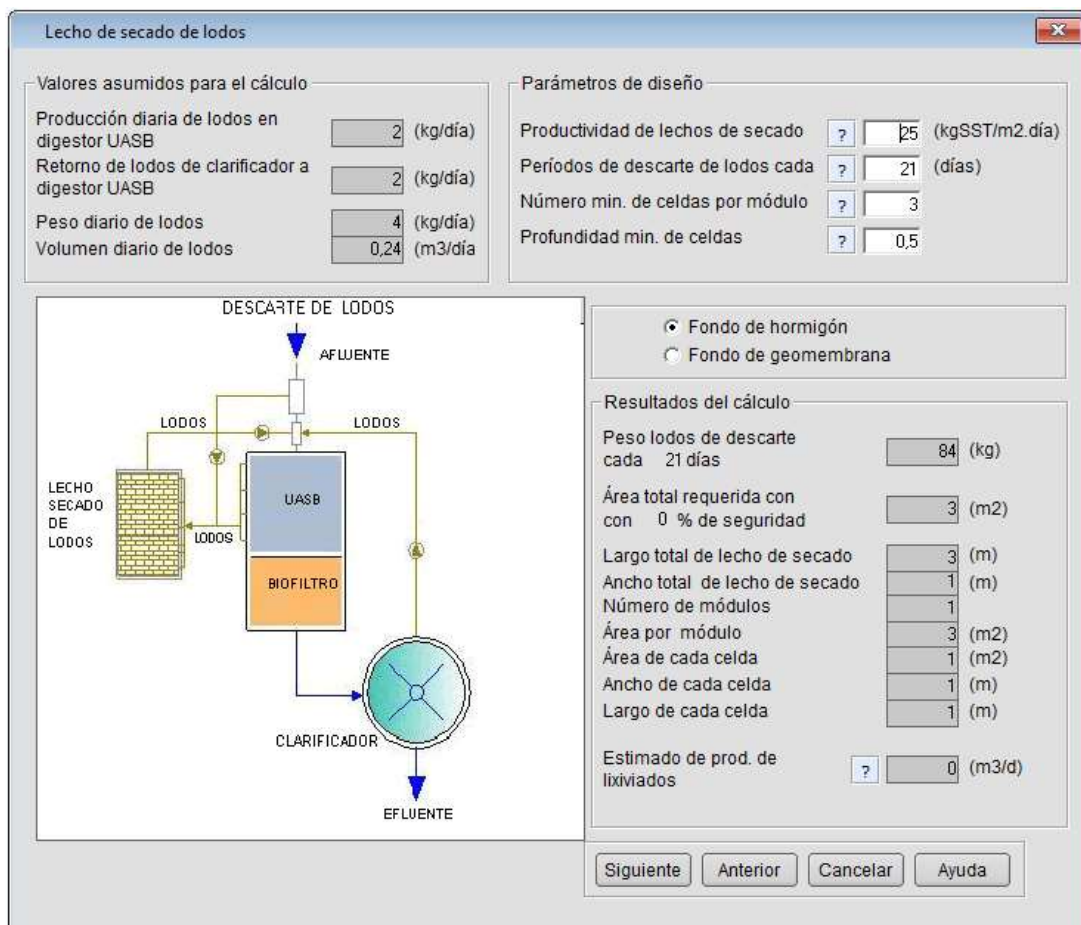 Lecho de secado de lodos
Valores asumidos para el cálculo
Producción diaria de lodos en
digestor UASB
2 (kg/día)
Retorno de lodos de clarificador a
digestor UASB
2 (kg/día)
Peso diario de lodos 4 (kg/día)
Volumen diario de lodos 0,24 (m3/día
Parámetros de diseño
Productividad de lechos de secado ? 25 (kgSST/m2.día)
Períodos de descarte de lodos cada ? 21 (días)
Número min. de celdas por módulo ? 3
Profundidad min. de celdas ? 0,5
DESCARTE DE LODOS
AFLUENTE
LODOS
LODOS
LECHO
SECADO
DE
LODOS
LODOS
UASB
BIOFILTRO
CLARIFICADOR
EFLUENTE
Fondo de hormigón
Fondo de geomembrana
Resultados del cálculo
Peso lodos de descarte
cada 21 días
84 (kg)
Área total requerida con
con 0 % de seguridad
3 (m2)
Largo total de lecho de secado 3 (m)
Ancho total de lecho de secado 1 (m)
Número de módulos 1
Área por módulo 3 (m2)
Área de cada celda 1 (m2)
Ancho de cada celda 1 (m)
Largo de cada celda 1 (m)
Estimado de prod. de
lixiviados
? 0 (m3/d)
Siguiente Anterior Cancelar Ayuda